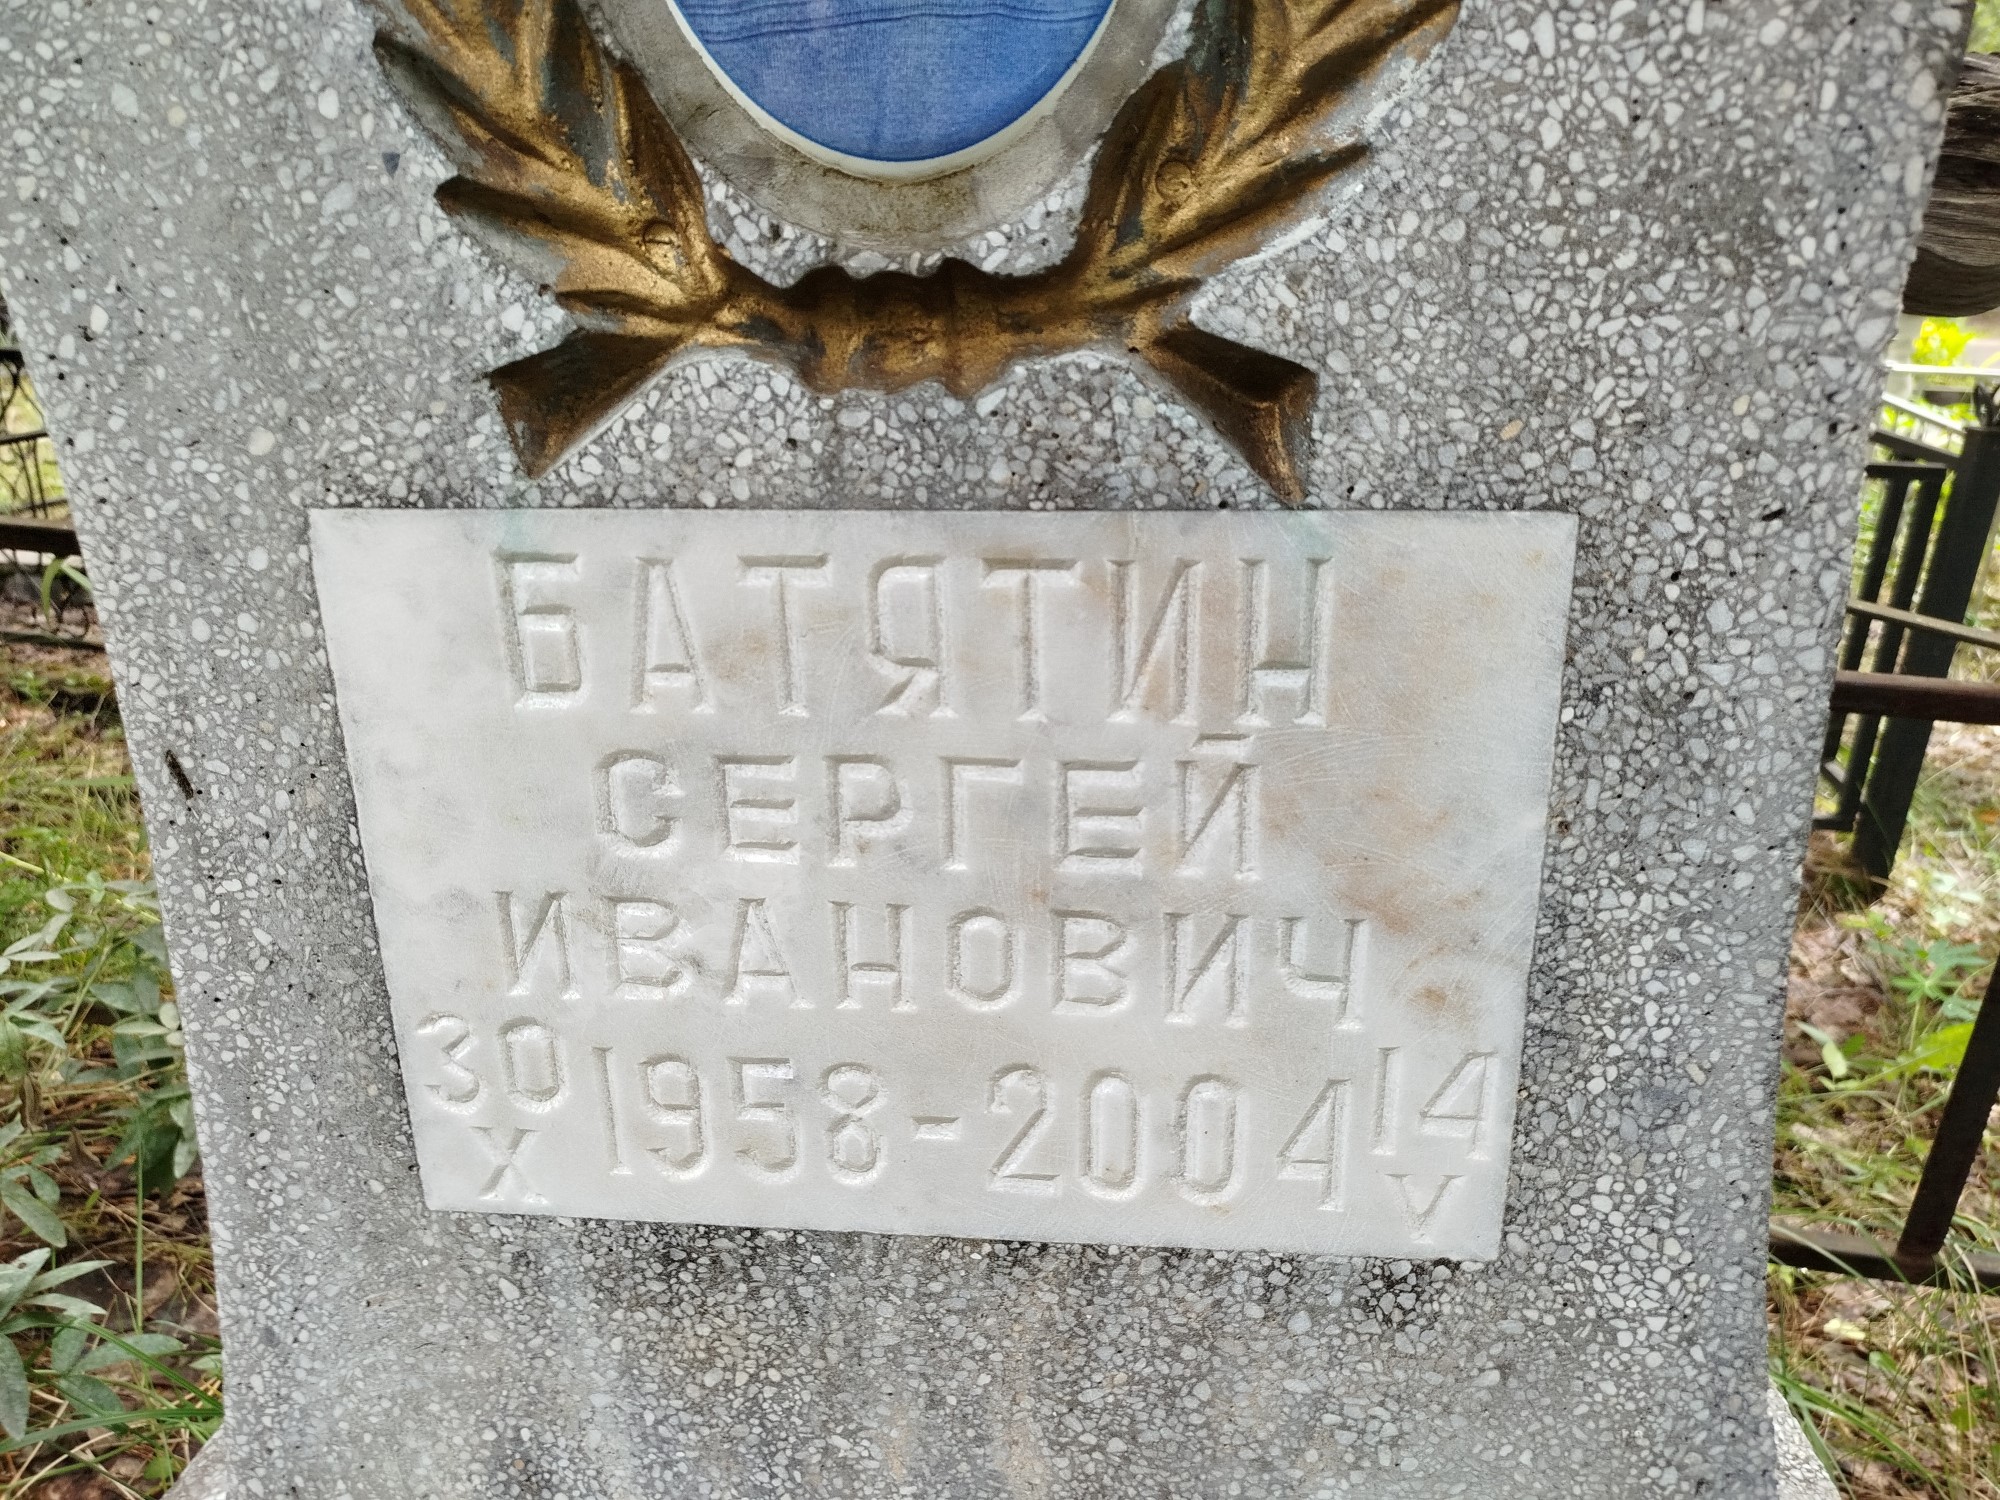 БАТЯТИН
СЕРГЕЙ
ИВАНОВИЧ
30 1958-2004 14
X V